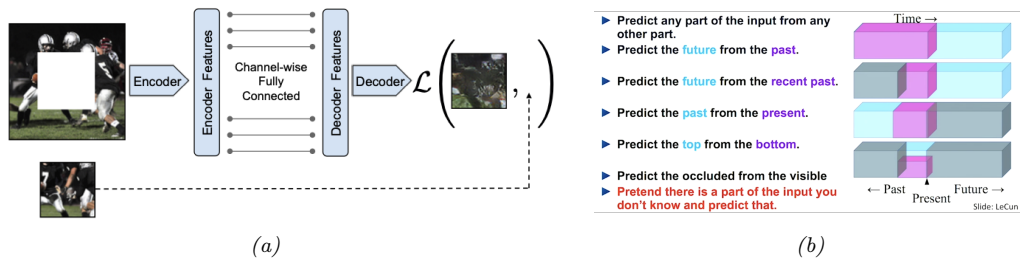 Encoder
Encoder Features
Channel-wise
Fully
Connected
Decoder Features
Decoder
ℒ( , )
(a)
► Predict any part of the input from any
other part.
► Predict the future from the past.
► Predict the future from the recent past.
► Predict the past from the present.
► Predict the top from the bottom.
► Predict the occluded from the visible
► Pretend there is a part of the input you
don't know and predict that.
Time →
← Past
Present
Future →
Slide: LeCun
(b)